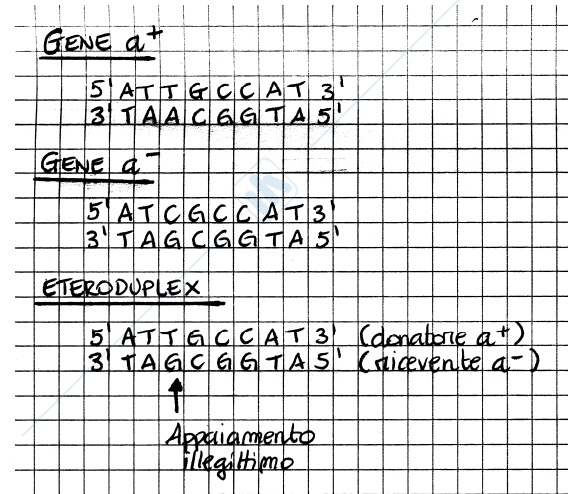 GENE a+
5' ATTGCCAT 3'
3' TAACGGTA 5'
GENE a-
5' ATCGCCAT 3'
3' TAGCGGTA 5'
ETERODUPLEX
5' ATTGCCAT 3' (donatore a+)
3' TAGCGGTA 5' (ricevente a-)
Appaiamento
illegittimo